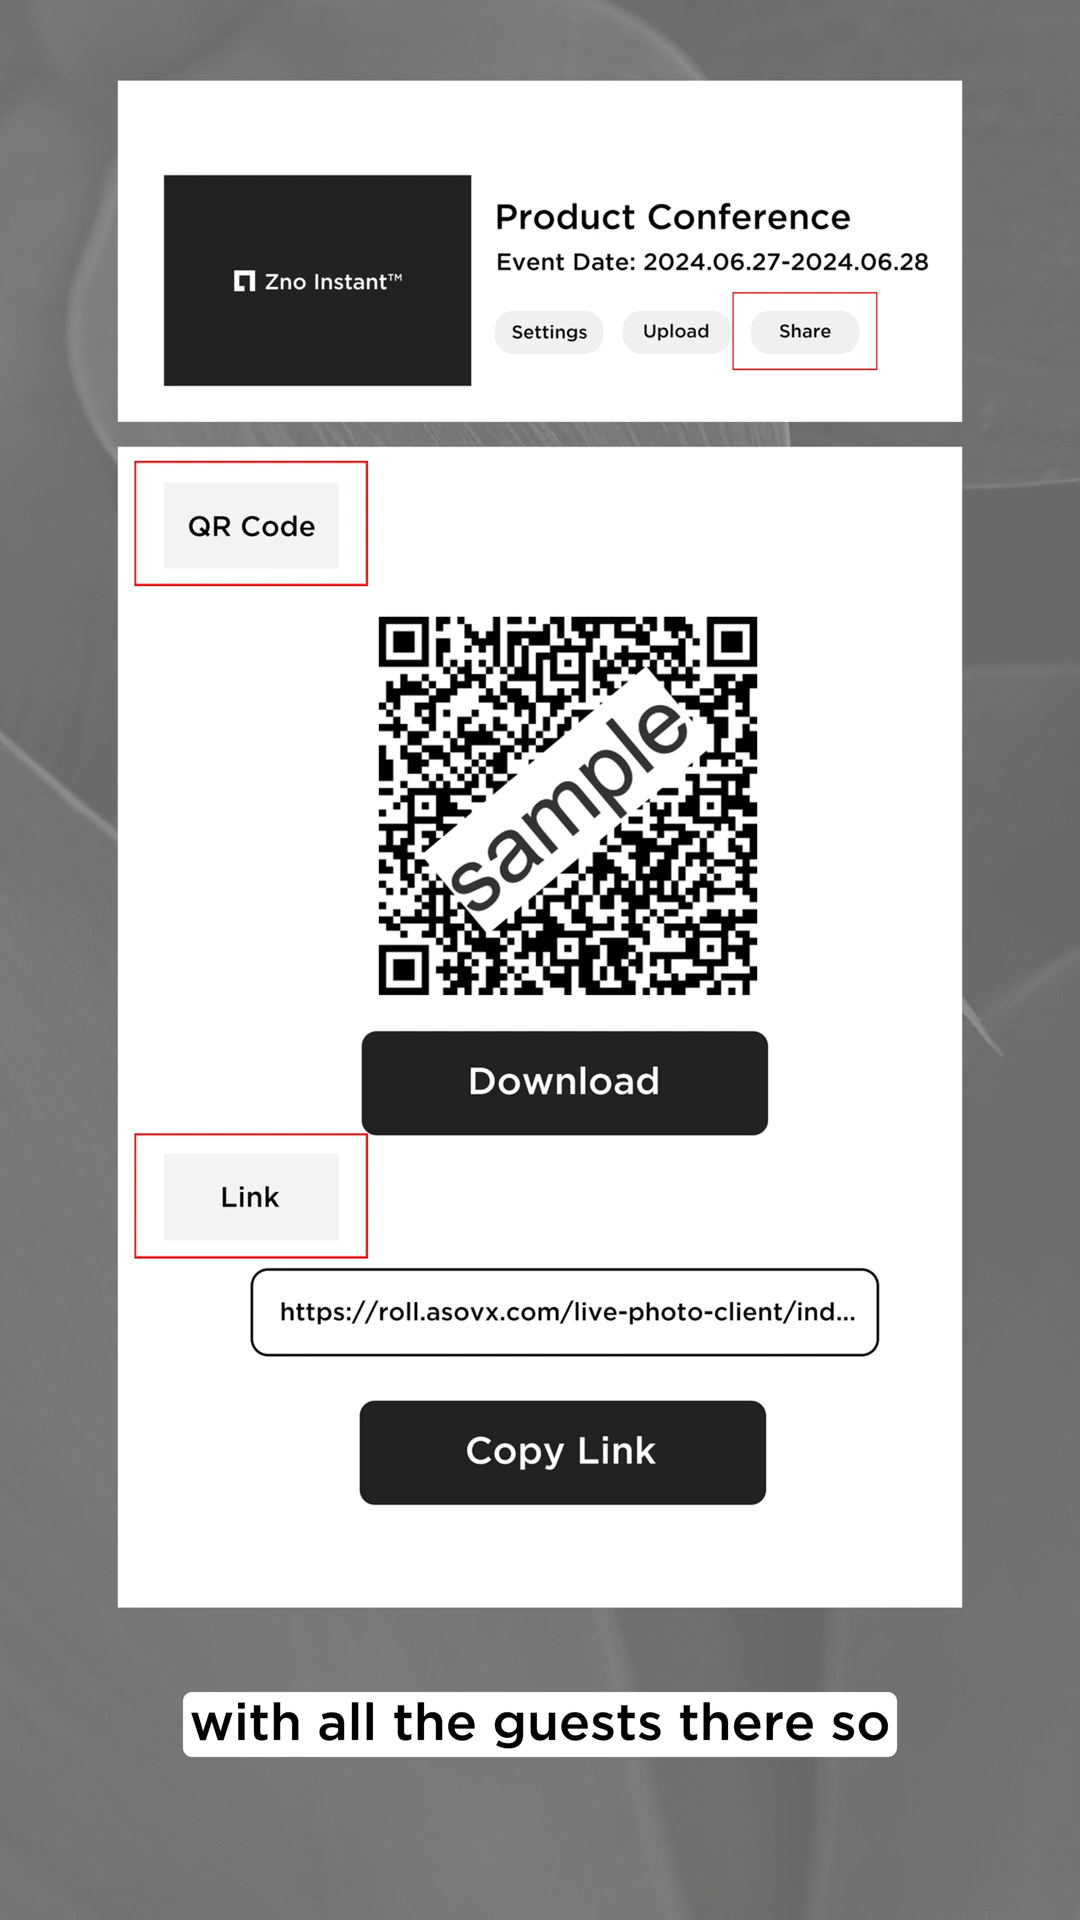 Zno Instant™
Product Conference
Event Date: 2024.06.27-2024.06.28
Settings
Upload
Share
QR Code
sample
Download
Link
https://roll.asovx.com/live-photo-client/ind...
Copy Link
with all the guests there so